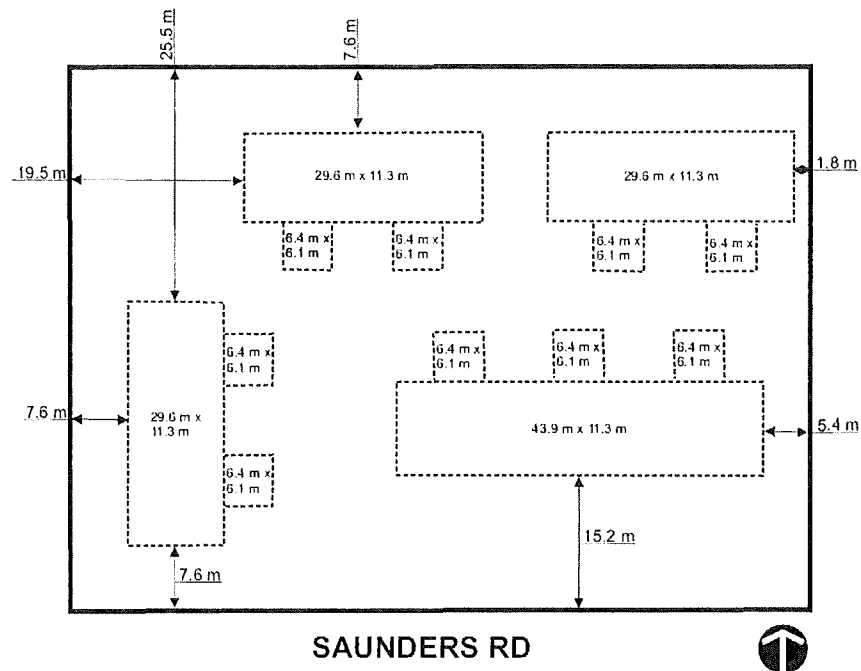 25.5 m
7.6 m
19.5 m
29.6 m x 11.3 m
29.6 m x 11.3 m
1.8 m
6.4 m x
6.1 m
6.4 m x
6.1 m
6.4 m x
6.1 m
6.4 m x
6.1 m
6.4 m x
6.1 m
6.4 m x
6.1 m
6.4 m x
6.1 m
6.4 m x
6.1 m
7.6 m
29.6 m x
11.3 m
43.9 m x 11.3 m
5.4 m
6.4 m x
6.1 m
15.2 m
7.6 m
SAUNDERS RD